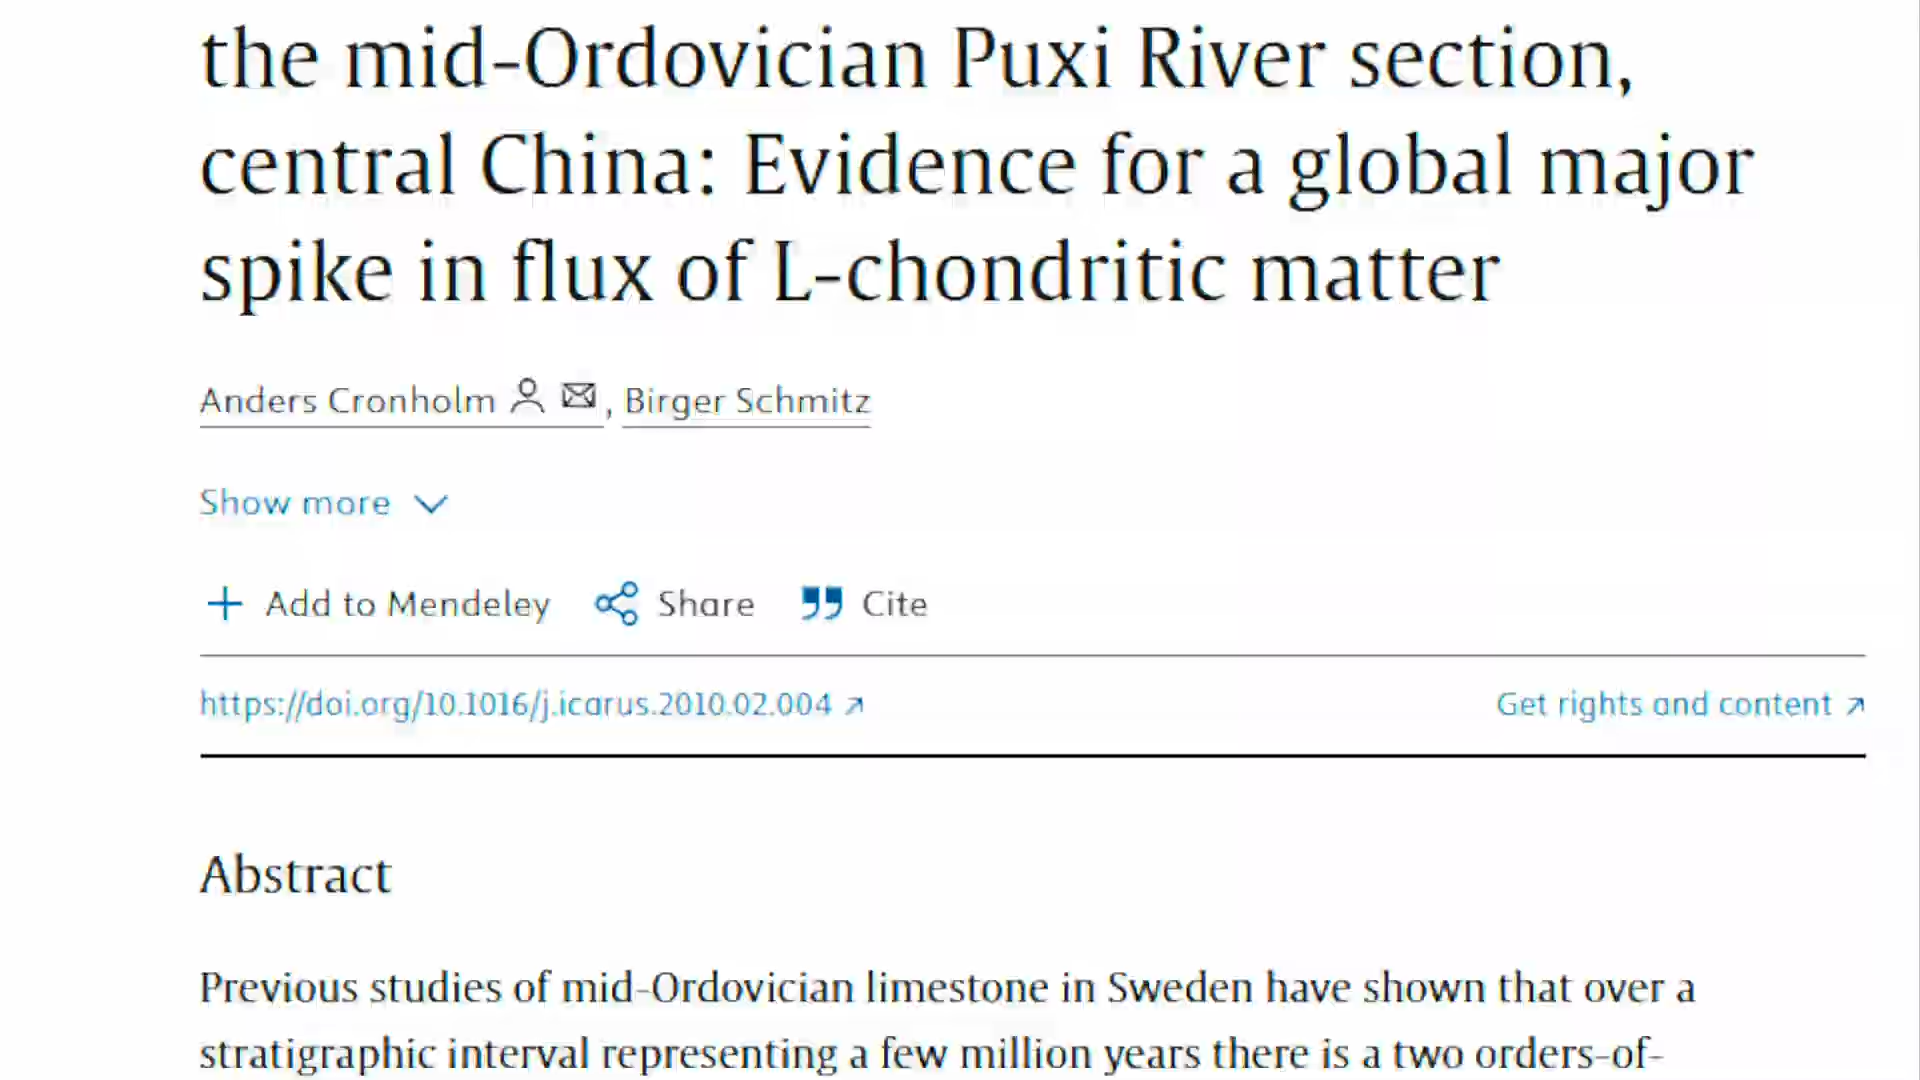 the mid-Ordovician Puxi River section,
central China: Evidence for a global major
spike in flux of L-chondritic matter
Anders Cronholm, Birger Schmitz
Show more
Add to Mendeley Share Cite
https://doi.org/10.1016/j.icarus.2010.02.004 Get rights and content
Abstract
Previous studies of mid-Ordovician limestone in Sweden have shown that over a
stratigraphic interval representing a few million years there is a two orders-of-